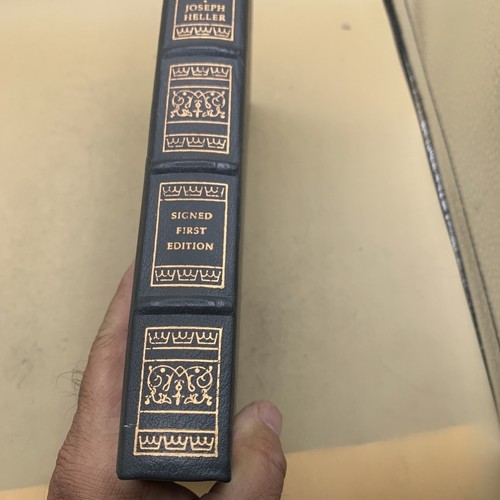 JOSEPH
HELLER
SIGNED
FIRST
EDITION